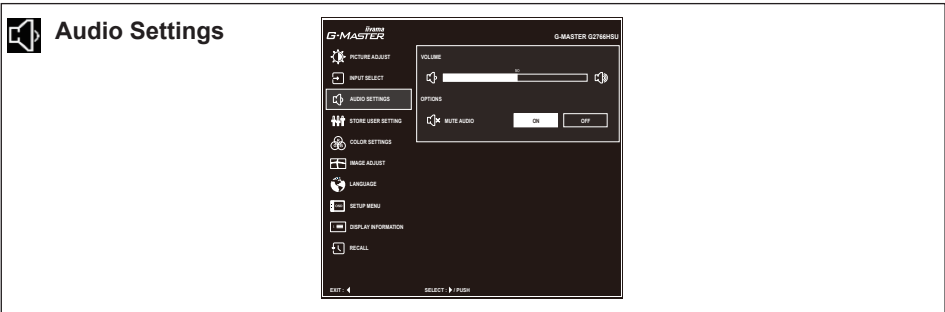 Audio Settings
iiyama
G-MASTER
G-MASTER G2766HSU
PICTURE ADJUST
INPUT SELECT
AUDIO SETTINGS
STORE USER SETTING
COLOR SETTINGS
IMAGE ADJUST
LANGUAGE
SETUP MENU
DISPLAY INFORMATION
RECALL
VOLUME
50
OPTIONS
MUTE AUDIO ON OFF
EXIT : SELECT : / PUSH